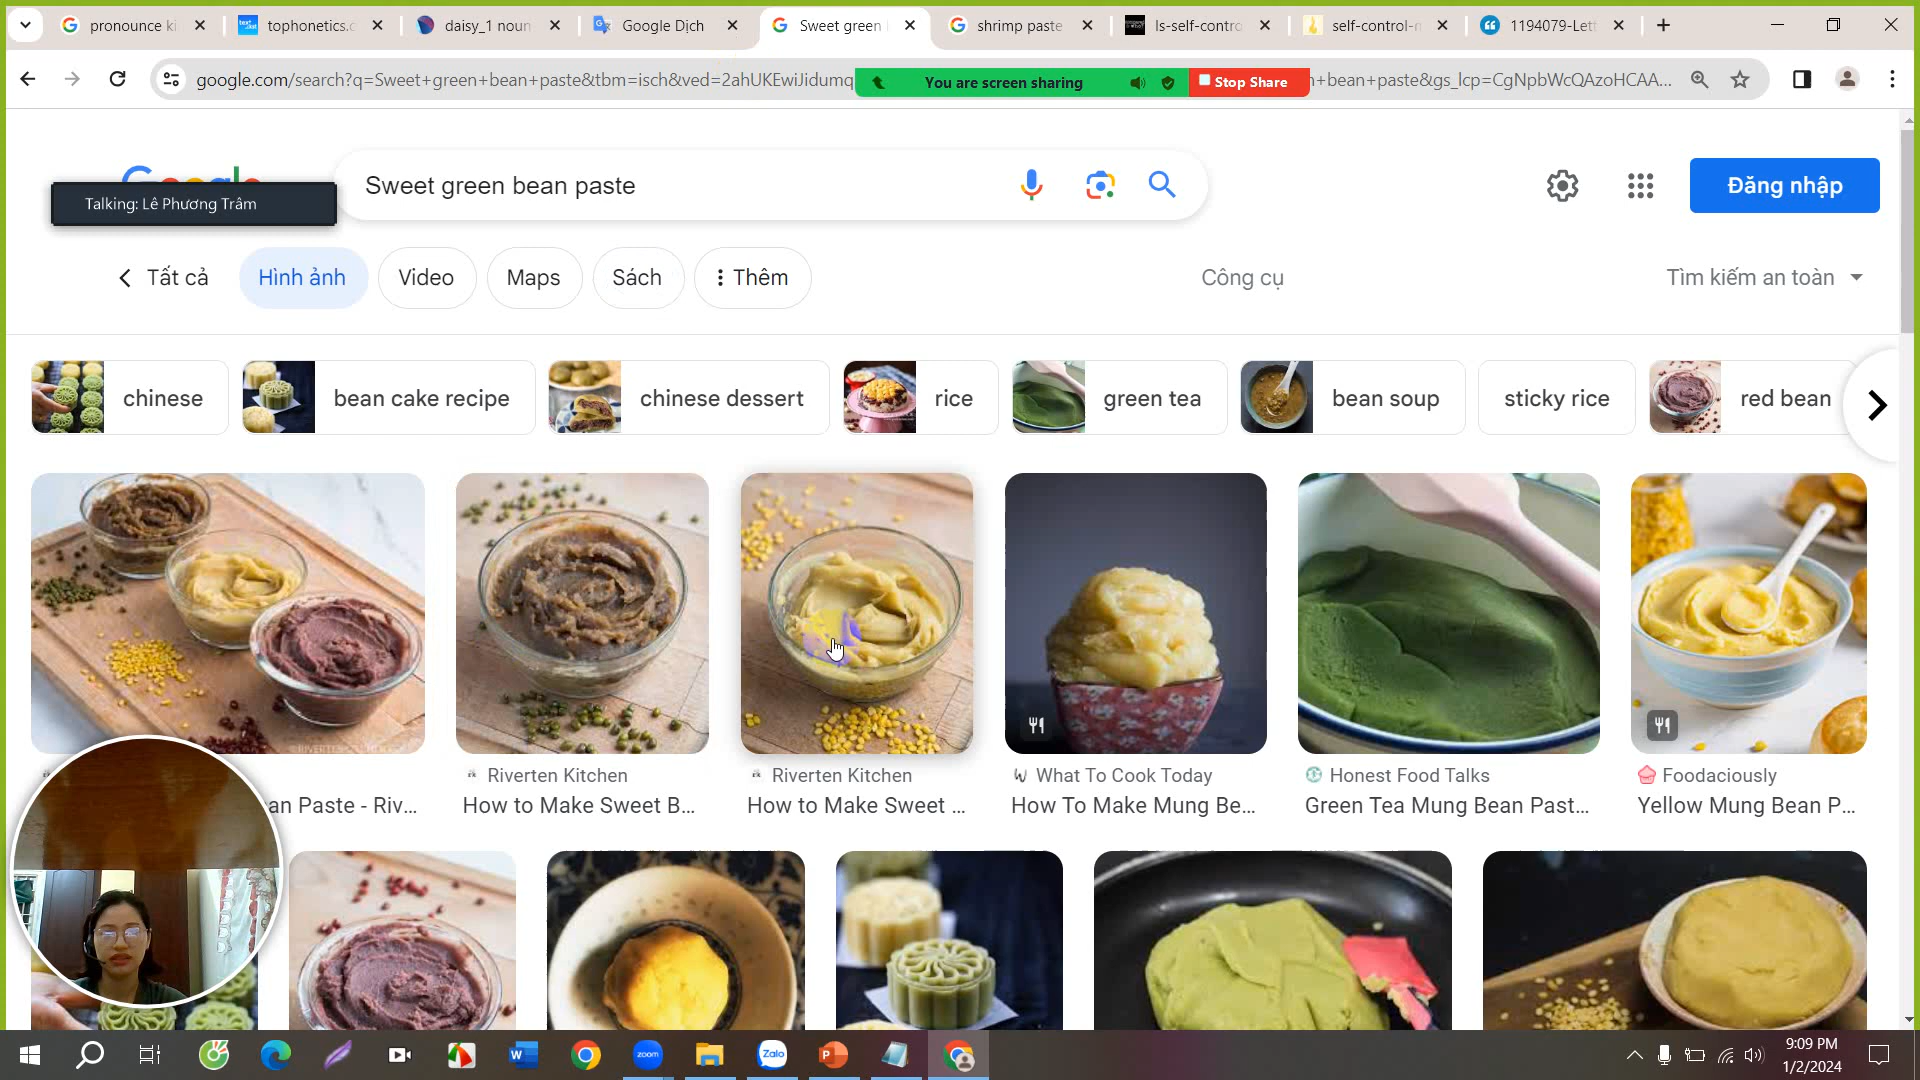 pronounce ki
tophonetics.c
daisy_1 noun
Google Dịch
Sweet green
shrimp paste
Is-self-contro
self-control-r
1194079-Lett
google.com/search?q=Sweet+green+bean+paste&tbm=isch&ved=2ahUKEwiJidumq
You are screen sharing
Stop Share
+bean+paste&gs_lcp=CgNpbWcQAzoHCAA...
Talking: Lê Phương Trâm
Sweet green bean paste
Đăng nhập
Tất cả
Hình ảnh
Video
Maps
Sách
Thêm
Công cụ
Tìm kiếm an toàn
chinese
bean cake recipe
chinese dessert
rice
green tea
bean soup
sticky rice
red bean
Riverten Kitchen
Riverten Kitchen
What To Cook Today
Honest Food Talks
Foodaciously
an Paste - Riv...
How to Make Sweet B...
How to Make Sweet ...
How To Make Mung Be...
Green Tea Mung Bean Past...
Yellow Mung Bean P...
zoom
Zalo
9:09 PM
1/2/2024